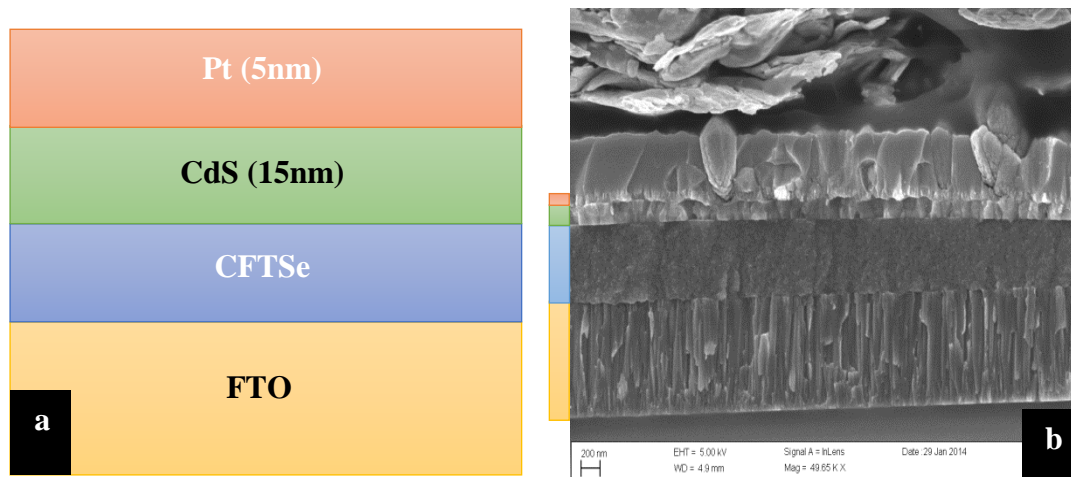 Pt (5nm)
CdS (15nm)
CFTSe
FTO
a
b
200 nm
EHT = 5.00 kV
Signal A = InLens
Date :29 Jan 2014
WD = 4.9 mm
Mag = 49.65 K X